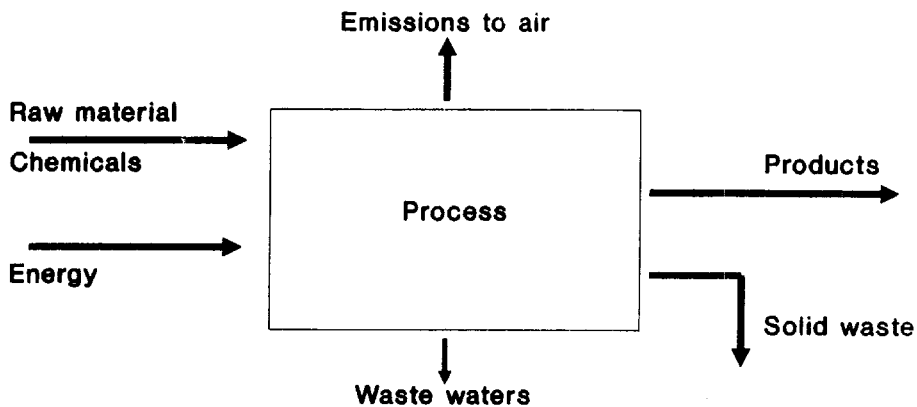 Emissions to air
Raw material
Chemicals
Products
Process
Energy
Solid waste
Waste waters